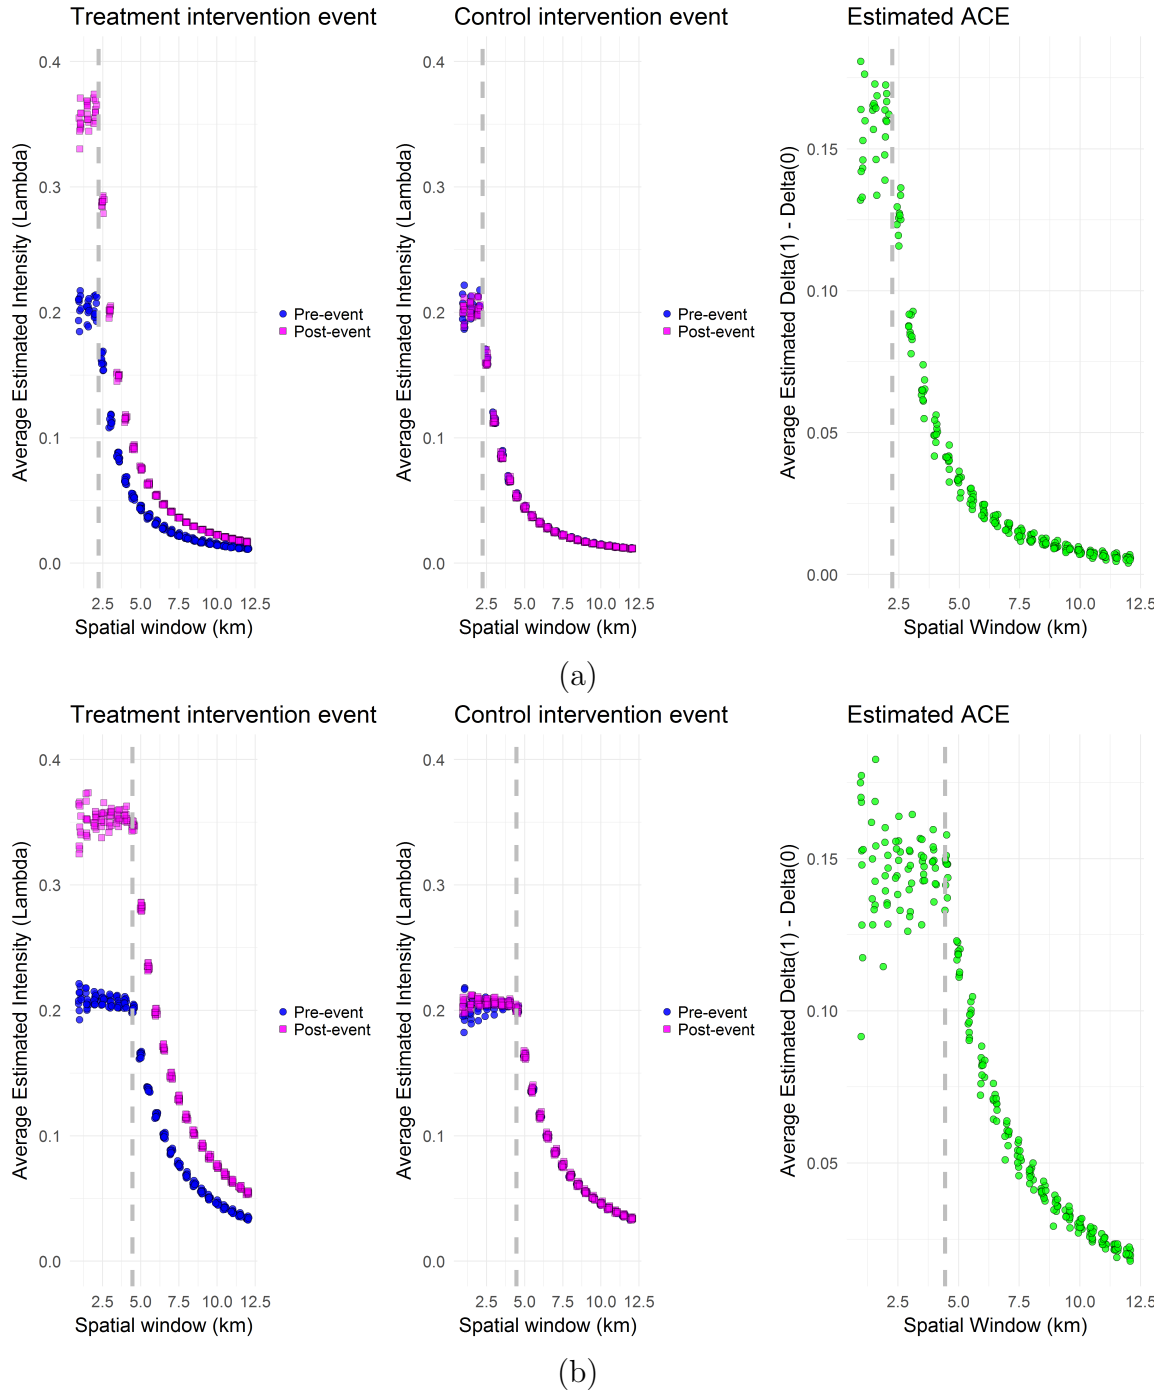 Treatment intervention event
Average Estimated Intensity (Lambda)
0.4
0.3
0.2
0.1
0.0
2.5 5.0 7.5 10.0 12.5
Spatial window (km)
Pre-event
Post-event
Control intervention event
Average Estimated Intensity (Lambda)
0.4
0.3
0.2
0.1
0.0
2.5 5.0 7.5 10.0 12.5
Spatial window (km)
Pre-event
Post-event
Estimated ACE
Average Estimated Delta(1) - Delta(0)
0.15
0.10
0.05
0.00
2.5 5.0 7.5 10.0 12.5
Spatial Window (km)
(a)
Treatment intervention event
Average Estimated Intensity (Lambda)
0.4
0.3
0.2
0.1
0.0
2.5 5.0 7.5 10.0 12.5
Spatial window (km)
Pre-event
Post-event
Control intervention event
Average Estimated Intensity (Lambda)
0.4
0.3
0.2
0.1
0.0
2.5 5.0 7.5 10.0 12.5
Spatial window (km)
Pre-event
Post-event
Estimated ACE
Average Estimated Delta(1) - Delta(0)
0.15
0.10
0.05
2.5 5.0 7.5 10.0 12.5
Spatial Window (km)
(b)